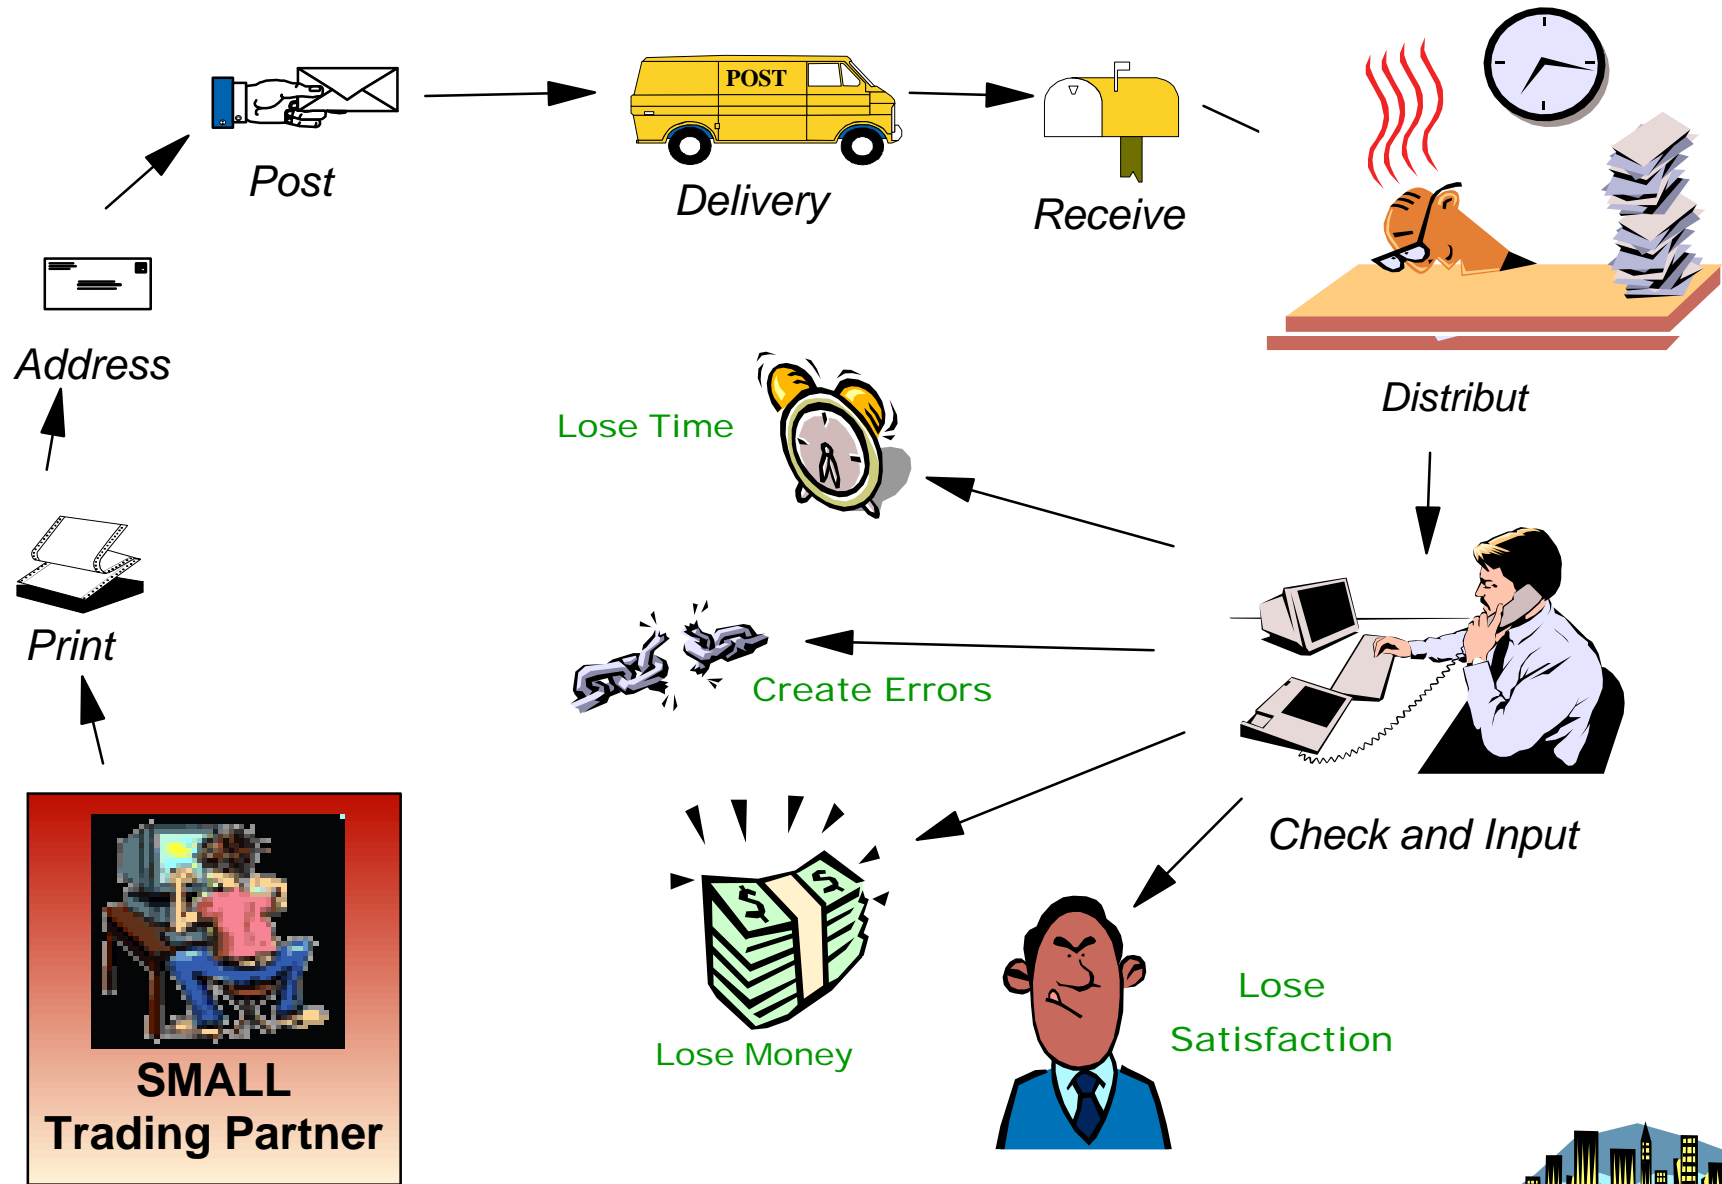 POST
Post
Delivery
Receive
Address
Distribut
Lose Time
Print
Create Errors
Check and Input
Lose Money
Lose
Satisfaction
SMALL
Trading Partner